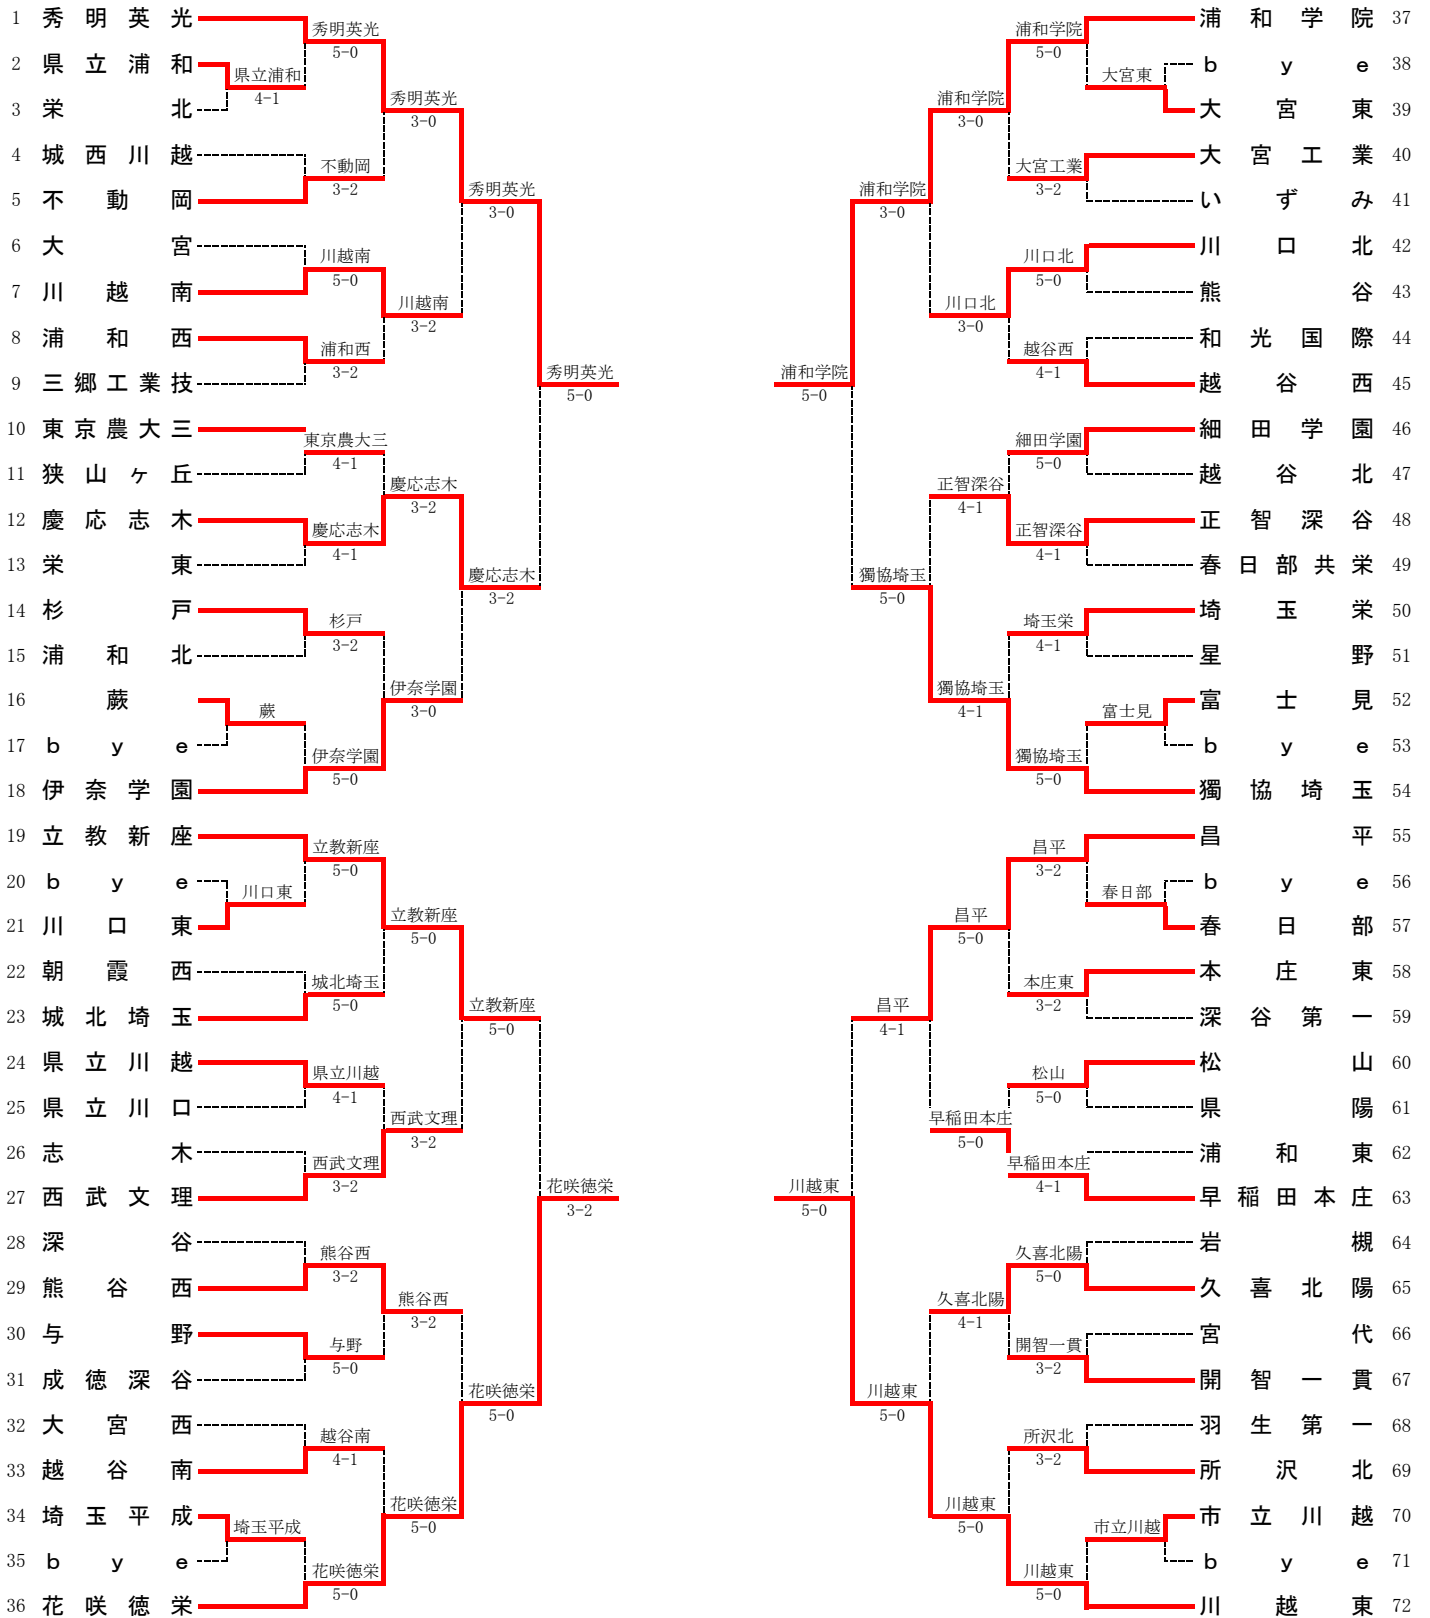 1 秀明英光
2 県立浦和
3 栄北
4 城西川越
5 不動岡
6 大宮
7 川越南
8 浦和西
9 三郷工業技
10 東京農大三
11 狭山ヶ丘
12 慶応志木
13 栄東
14 杉戸
15 浦和北
16 蕨
17 bye
18 伊奈学園
19 立教新座
20 bye
21 川口東
22 朝霞西
23 城北埼玉
24 県立川越
25 県立川口
26 志木
27 西武文理
28 深谷
29 熊谷西
30 与野
31 成徳深谷
32 大宮西
33 越谷南
34 埼玉平成
35 bye
36 花咲徳栄
県立浦和
4-1
蕨
川口東
埼玉平成
秀明英光
5-0
不動岡
3-2
川越南
5-0
浦和西
3-2
東京農大三
4-1
慶応志木
4-1
杉戸
3-2
伊奈学園
5-0
立教新座
5-0
城北埼玉
5-0
県立川越
4-1
西武文理
3-2
熊谷西
3-2
与野
5-0
越谷南
4-1
花咲徳栄
5-0
秀明英光
3-0
川越南
3-2
慶応志木
3-2
伊奈学園
3-0
立教新座
5-0
西武文理
3-2
熊谷西
3-2
花咲徳栄
5-0
秀明英光
3-0
慶応志木
3-2
立教新座
5-0
花咲徳栄
5-0
秀明英光
5-0
花咲徳栄
3-2
浦和学院
5-0
川越東
5-0
浦和学院
3-0
獨協埼玉
5-0
昌平
4-1
川越東
5-0
浦和学院
3-0
川口北
3-0
正智深谷
4-1
獨協埼玉
4-1
昌平
5-0
早稲田本庄
5-0
久喜北陽
4-1
川越東
5-0
浦和学院
5-0
大宮工業
3-2
川口北
5-0
越谷西
4-1
細田学園
5-0
正智深谷
4-1
埼玉栄
4-1
獨協埼玉
5-0
昌平
3-2
本庄東
3-2
松山
5-0
早稲田本庄
4-1
久喜北陽
5-0
開智一貫
3-2
所沢北
3-2
川越東
5-0
大宮東
富士見
春日部
市立川越
浦和学院 37
bye 38
大宮東 39
大宮工業 40
いずみ 41
川口北 42
熊谷 43
和光国際 44
越谷西 45
細田学園 46
越谷北 47
正智深谷 48
春日部共栄 49
埼玉栄 50
星野 51
富士見 52
bye 53
獨協埼玉 54
昌平 55
bye 56
春日部 57
本庄東 58
深谷第一 59
松山 60
県陽 61
浦和東 62
早稲田本庄 63
岩槻 64
久喜北陽 65
宮代 66
開智一貫 67
羽生第一 68
所沢北 69
市立川越 70
bye 71
川越東 72